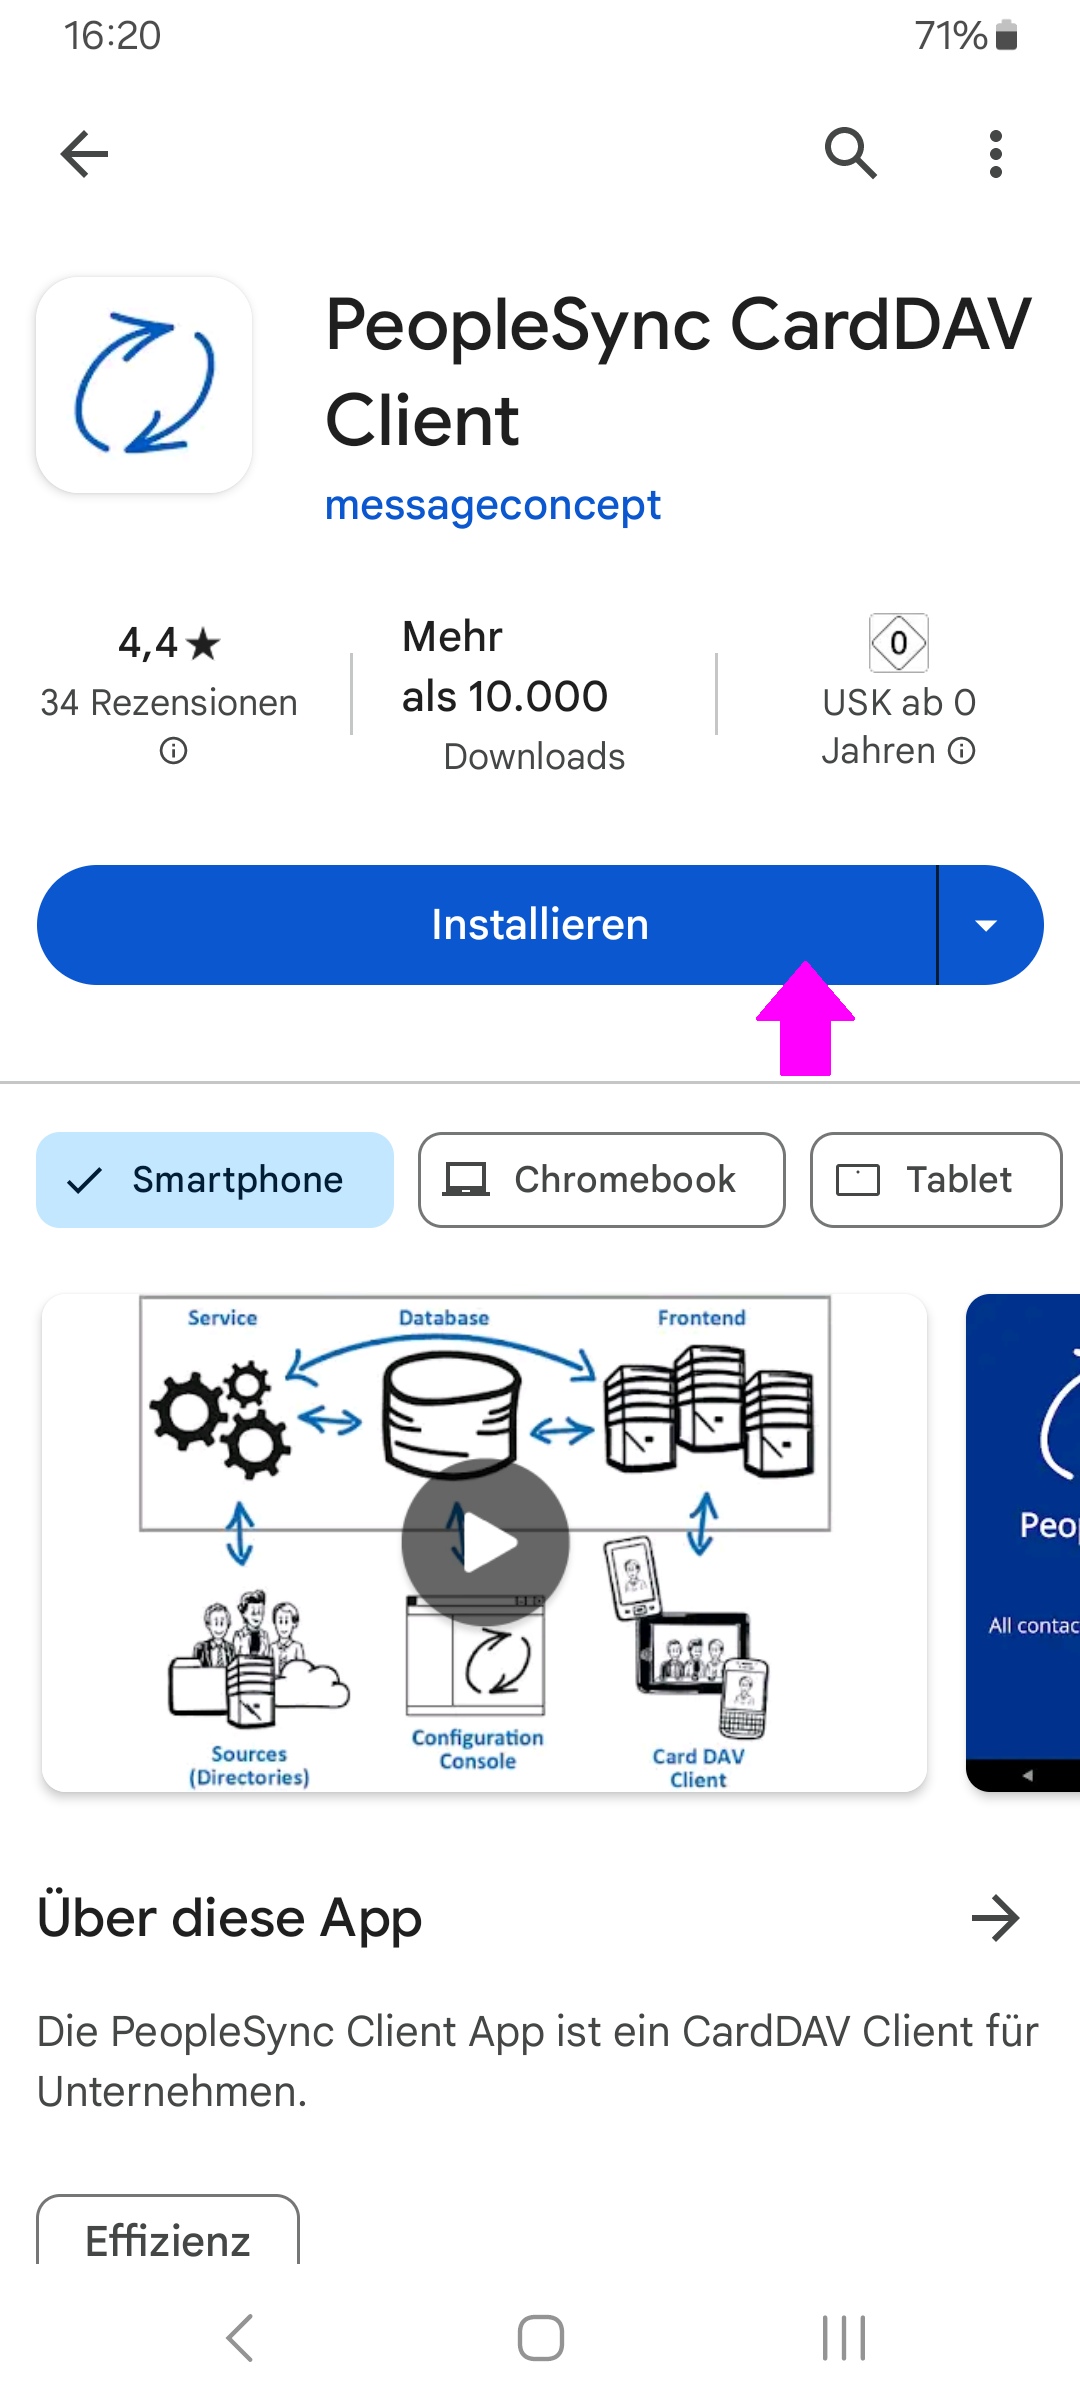 16:20
71%
PeopleSync CardDAV
Client
messageconcept
4,4★
34 Rezensionen
Mehr
als 10.000
Downloads
0
USK ab 0
Jahren
Installieren
Smartphone
Chromebook
Tablet
Service
Database
Frontend
Sources
(Directories)
Configuration
Console
Card DAV
Client
Peo
All contac
Über diese App
Die PeopleSync Client App ist ein CardDAV Client für
Unternehmen.
Effizienz